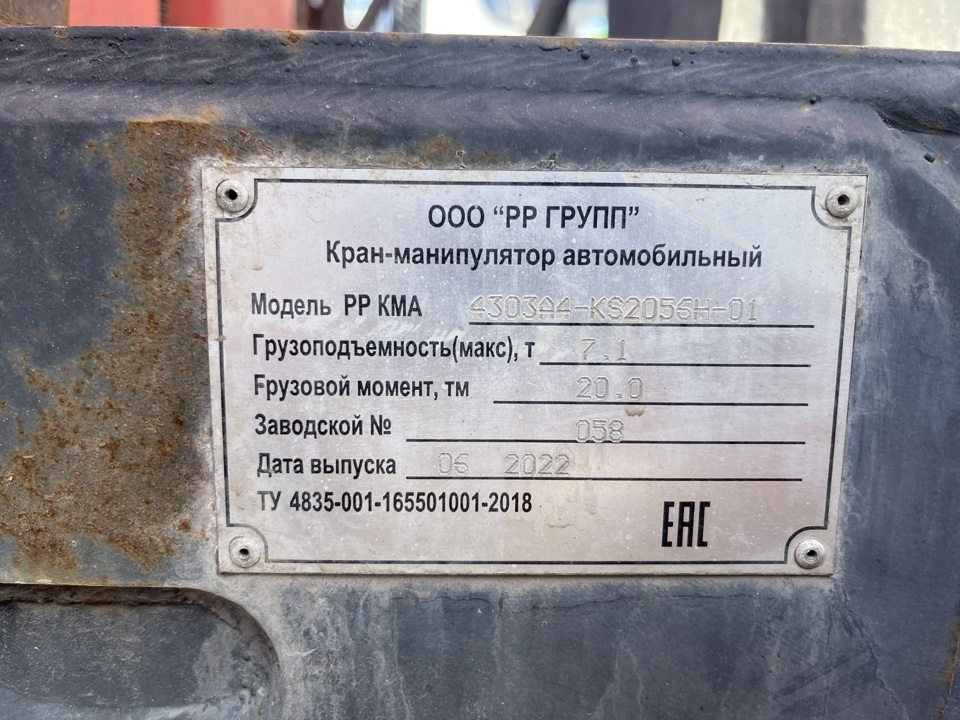 ООО “РР ГРУПП”
Кран-манипулятор автомобильный
Модель РР КМА 4303A4-KS2056H-01
Грузоподъемность(макс), т 7.1
Грузовой момент, тм 20.0
Заводской № 058
Дата выпуска 06 2022
ТУ 4835-001-165501001-2018
ЕАС